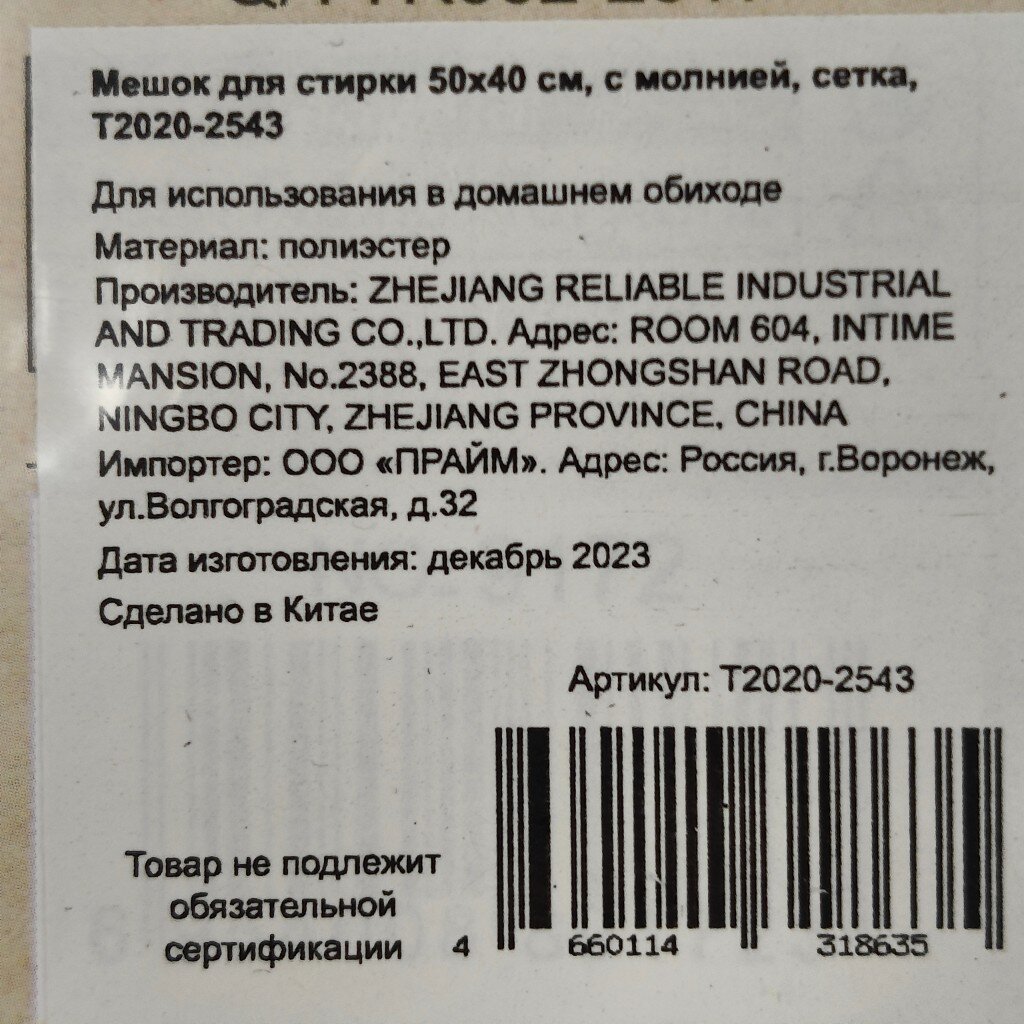 Мешок для стирки 50х40 см, с молнией, сетка,
Т2020-2543
Для использования в домашнем обиходе
Материал: полиэстер
Производитель: ZHEJIANG RELIABLE INDUSTRIAL
AND TRADING CO.,LTD. Адрес: ROOM 604, INTIME
MANSION, No.2388, EAST ZHONGSHAN ROAD,
NINGBO CITY, ZHEJIANG PROVINCE, CHINA
Импортер: ООО «ПРАЙМ». Адрес: Россия, г.Воронеж,
ул.Волгоградская, д.32
Дата изготовления: декабрь 2023
Сделано в Китае
Артикул: Т2020-2543
Товар не подлежит
обязательной
сертификации
4 660114 318635